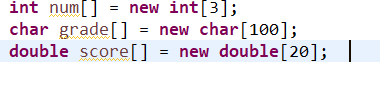 int num[] = new int[3];
char grade[] = new char[100];
double score[] = new double[20];